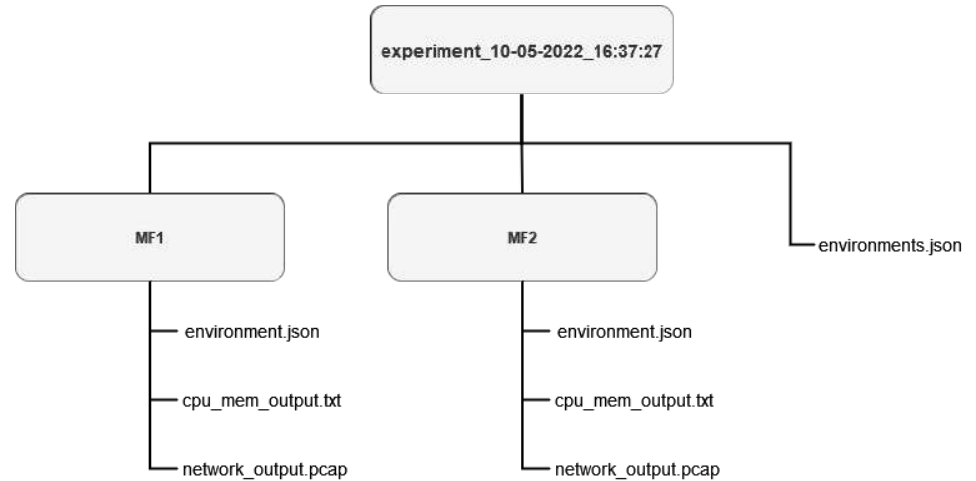 experiment_10-05-2022_16:37:27
MF1
MF2
environments.json
environment.json
environment.json
cpu_mem_output.txt
cpu_mem_output.txt
network_output.pcap
network_output.pcap